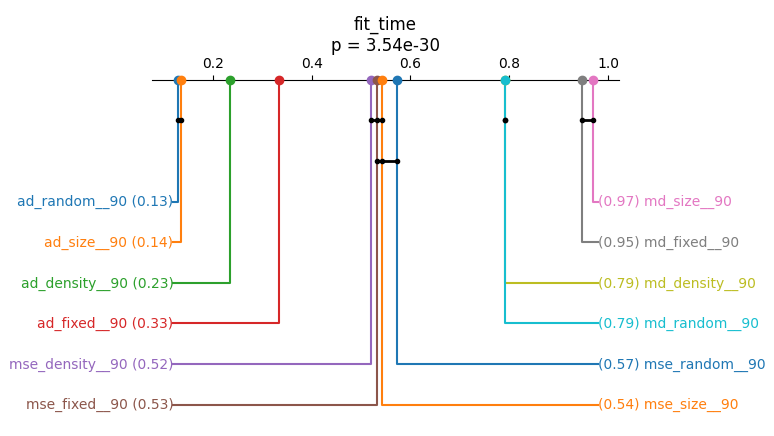 fit_time
p = 3.54e-30
0.2 0.4 0.6 0.8 1.0
ad_random__90 (0.13) (0.97) md_size__90
ad_size__90 (0.14) (0.95) md_fixed__90
ad_density__90 (0.23) (0.79) md_density__90
ad_fixed__90 (0.33) (0.79) md_random__90
mse_density__90 (0.52) (0.57) mse_random__90
mse_fixed__90 (0.53) (0.54) mse_size__90